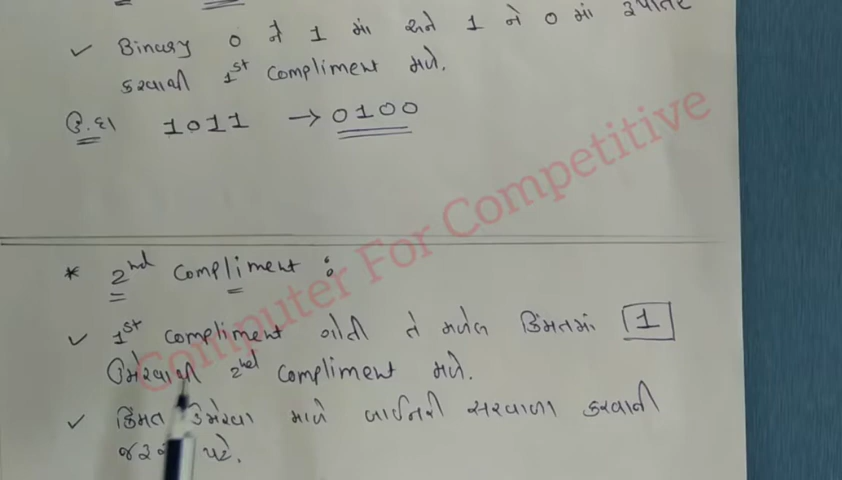 ✓ Binary 0 ને 1 માં અને 1 ને 0 માં રૂપાંતર
કરવાથી 1st compliment મળે.
ઉ.દા 1011 → 0100
* 2nd compliment :
✓ 1st compliment ગોતી તે મળેલ કિંમતમાં 1
ઉમેરવાથી 2nd compliment મળે.
✓ કિંમત ઉમેરવા માટે બાઈનરી સરવાળા કરવાની
પડે.
Computer For Competitive